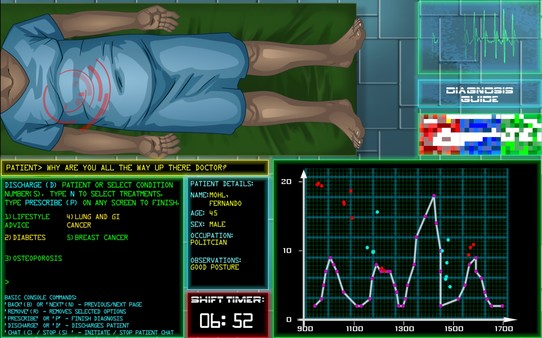 DIAGNOSIS
GUIDE
PATIENT> WHY ARE YOU ALL THE WAY UP THERE DOCTOR?
DISCHARGE (D) PATIENT OR SELECT CONDITION
NUMBER(S). TYPE N TO SELECT TREATMENTS.
TYPE PRESCRIBE (P) ON ANY SCREEN TO FINISH.
1)LIFESTYLE
ADVICE
4)LUNG AND GI
CANCER
2) DIABETES
5)BREAST CANCER
3)OSTEOPOROSIS
>
BASIC CONSOLE COMMANDS:
'BACK'(B) OR 'NEXT'(N) - PREVIOUS/NEXT PAGE
'REMOVE'(R) - REMOVES SELECTED OPTIONS
'PRESCRIBE' OR 'P' - FINISH DIAGNOSIS
'DISCHARGE' OR 'D' - DISCHARGES PATIENT
'CHAT (C) / STOP (S)' - INITIATE / STOP PATIENT CHAT
PATIENT DETAILS:
NAME:MOHL,
FERNANDO
AGE: 45
SEX: MALE
OCCUPATION:
POLITICIAN
OBSERVATIONS:
GOOD POSTURE
SHIFT TIMER:
06: 52
20
10
0
900
1100
1300
1500
1700